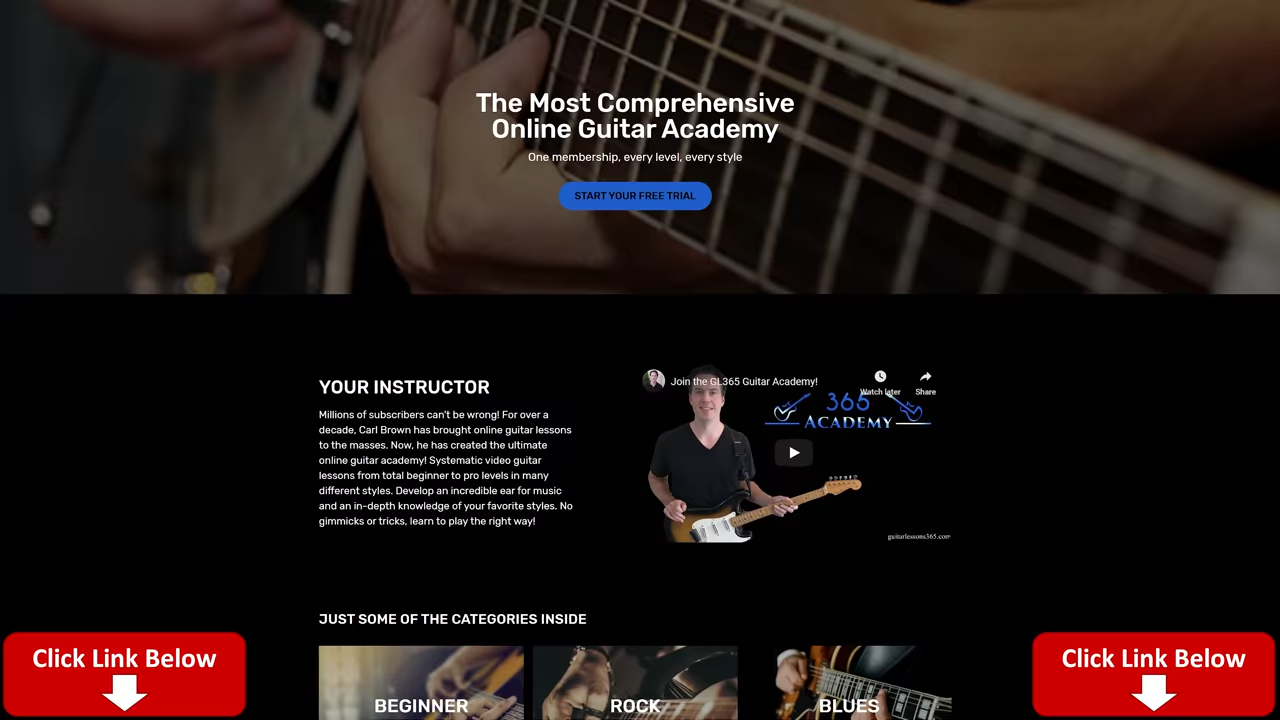 The Most Comprehensive
Online Guitar Academy
One membership, every level, every style
START YOUR FREE TRIAL
YOUR INSTRUCTOR
Millions of subscribers can't be wrong! For over a
decade, Carl Brown has brought online guitar lessons
to the masses. Now, he has created the ultimate
online guitar academy! Systematic video guitar
lessons from total beginner to pro levels in many
different styles. Develop an incredible ear for music
and an in-depth knowledge of your favorite styles. No
gimmicks or tricks, learn to play the right way!
Join the GL365 Guitar Academy!
Watch later
Share
365
ACADEMY
guitarlessons365.com
JUST SOME OF THE CATEGORIES INSIDE
BEGINNER
ROCK
BLUES
Click Link Below
Click Link Below